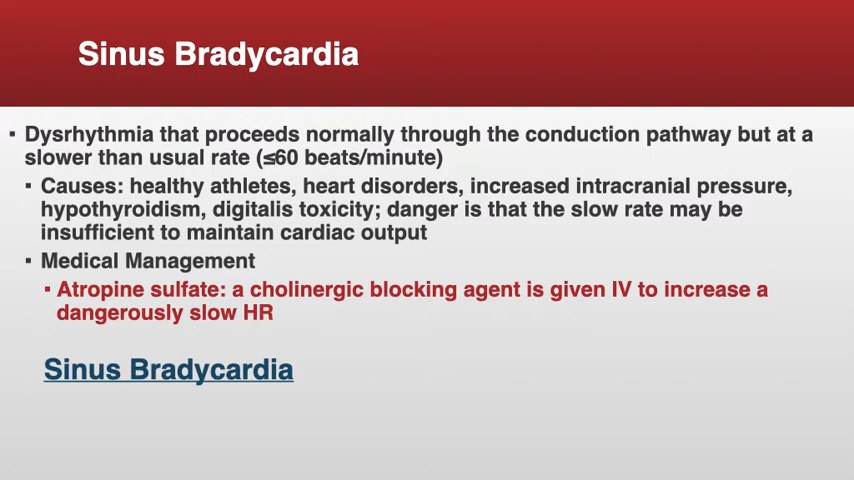 Sinus Bradycardia
▪ Dysrhythmia that proceeds normally through the conduction pathway but at a
slower than usual rate (≤60 beats/minute)
▪ Causes: healthy athletes, heart disorders, increased intracranial pressure,
hypothyroidism, digitalis toxicity; danger is that the slow rate may be
insufficient to maintain cardiac output
▪ Medical Management
▪ Atropine sulfate: a cholinergic blocking agent is given IV to increase a
dangerously slow HR
Sinus Bradycardia